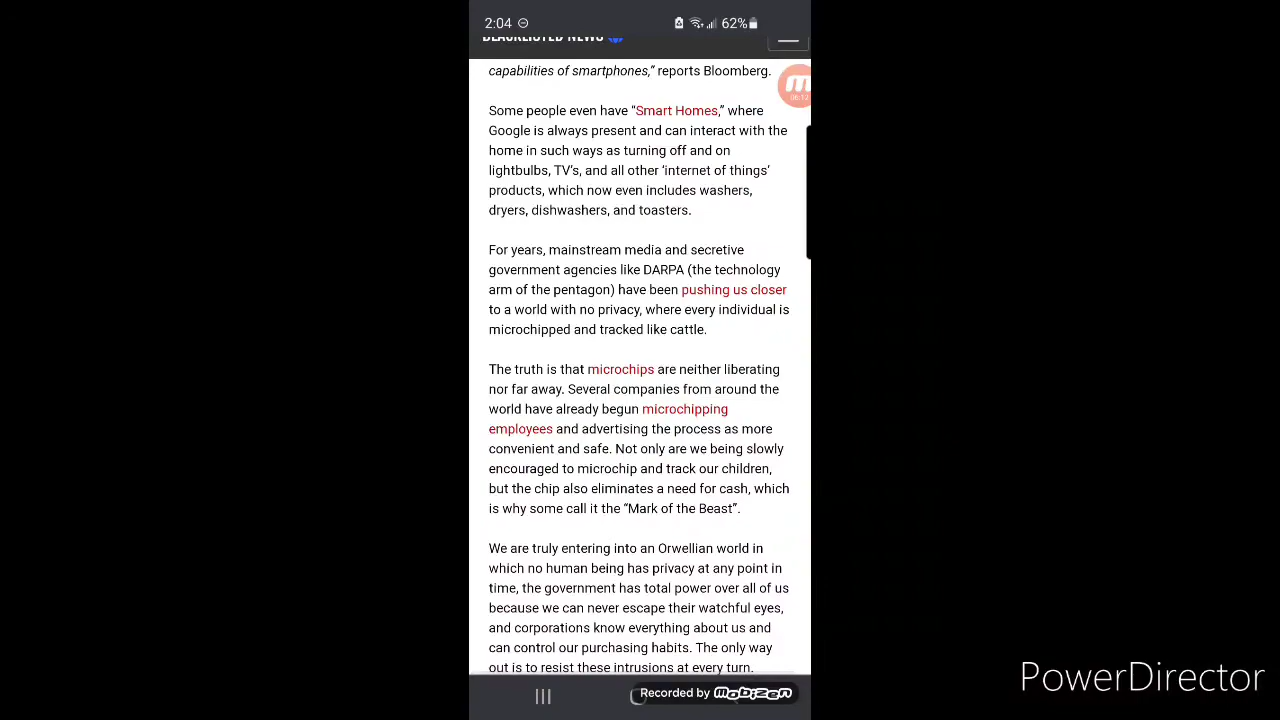 2:04 62%
BLACKLISTED NEWS
capabilities of smartphones,” reports Bloomberg.
06:12
Some people even have “Smart Homes,” where
Google is always present and can interact with the
home in such ways as turning off and on
lightbulbs, TV’s, and all other ‘internet of things’
products, which now even includes washers,
dryers, dishwashers, and toasters.
For years, mainstream media and secretive
government agencies like DARPA (the technology
arm of the pentagon) have been pushing us closer
to a world with no privacy, where every individual is
microchipped and tracked like cattle.
The truth is that microchips are neither liberating
nor far away. Several companies from around the
world have already begun microchipping
employees and advertising the process as more
convenient and safe. Not only are we being slowly
encouraged to microchip and track our children,
but the chip also eliminates a need for cash, which
is why some call it the “Mark of the Beast”.
We are truly entering into an Orwellian world in
which no human being has privacy at any point in
time, the government has total power over all of us
because we can never escape their watchful eyes,
and corporations know everything about us and
can control our purchasing habits. The only way
out is to resist these intrusions at every turn.
Recorded by mobizen
PowerDirector